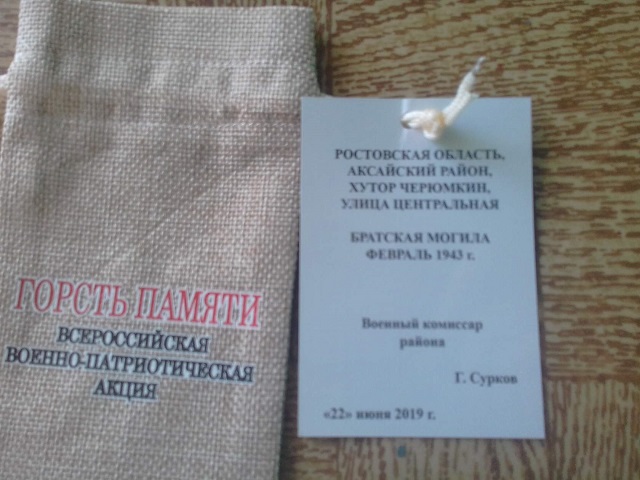 ГОРСТЬ ПАМЯТИ
ВСЕРОССИЙСКАЯ
ВОЕННО-ПАТРИОТИЧЕСКАЯ
АКЦИЯ
РОСТОВСКАЯ ОБЛАСТЬ,
АКСАЙСКИЙ РАЙОН,
ХУТОР ЧЕРЮМКИН,
УЛИЦА ЦЕНТРАЛЬНАЯ
БРАТСКАЯ МОГИЛА
ФЕВРАЛЬ 1943 г.
Военный комиссар
района
Г. Сурков
«22» июня 2019 г.